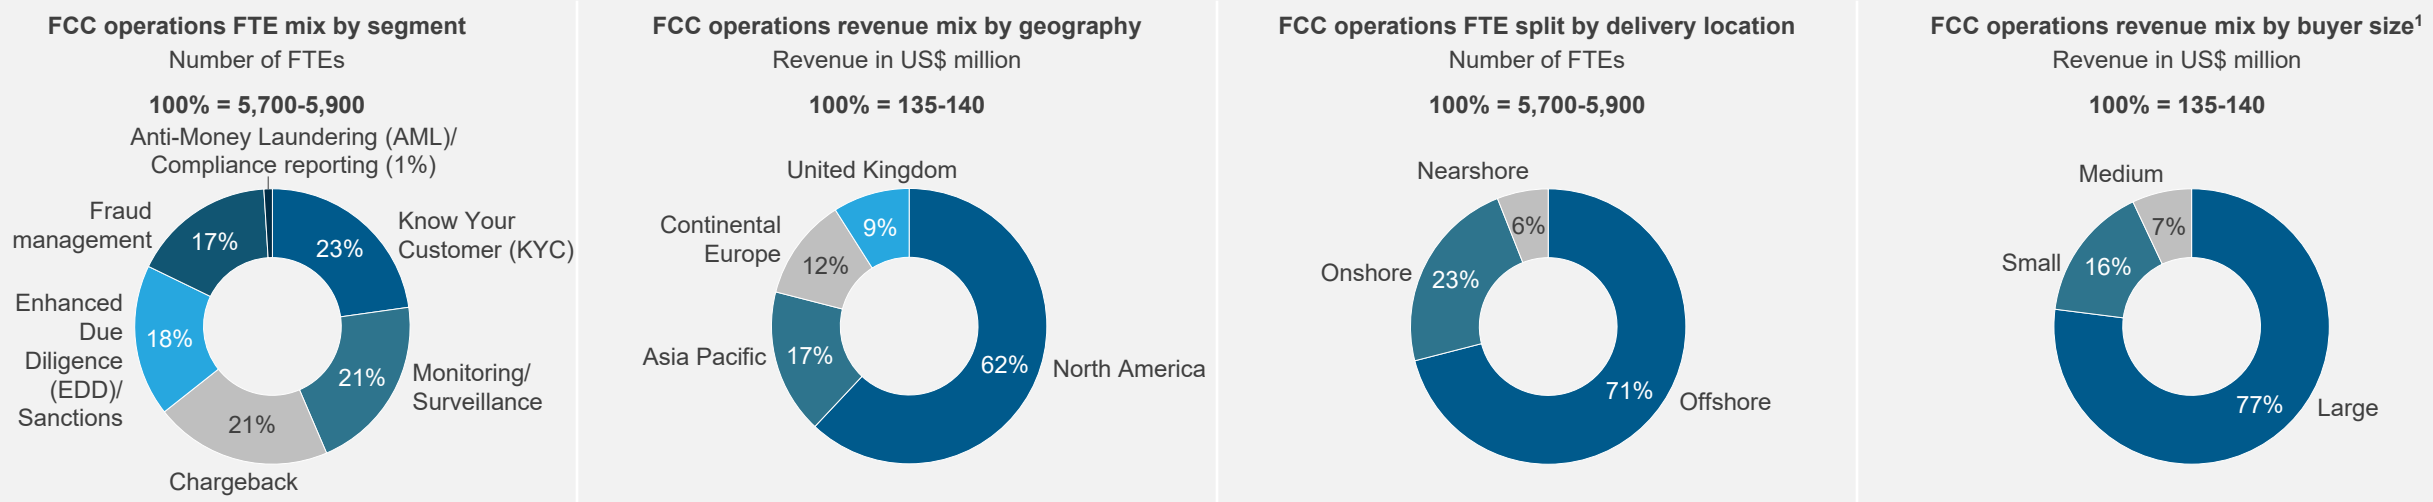 FCC operations FTE mix by segment
Number of FTEs
100% = 5,700-5,900
Anti-Money Laundering (AML)/
Compliance reporting (1%)
Fraud
management
17%
23%
Know Your
Customer (KYC)
Enhanced
Due
Diligence
(EDD)/
Sanctions
18%
21%
Monitoring/
Surveillance
21%
Chargeback
FCC operations revenue mix by geography
Revenue in US$ million
100% = 135-140
United Kingdom
9%
Continental
Europe
12%
Asia Pacific
17%
62%
North America
FCC operations FTE split by delivery location
Number of FTEs
100% = 5,700-5,900
Nearshore
6%
Onshore
23%
71%
Offshore
FCC operations revenue mix by buyer size¹
Revenue in US$ million
100% = 135-140
Medium
7%
Small
16%
77%
Large